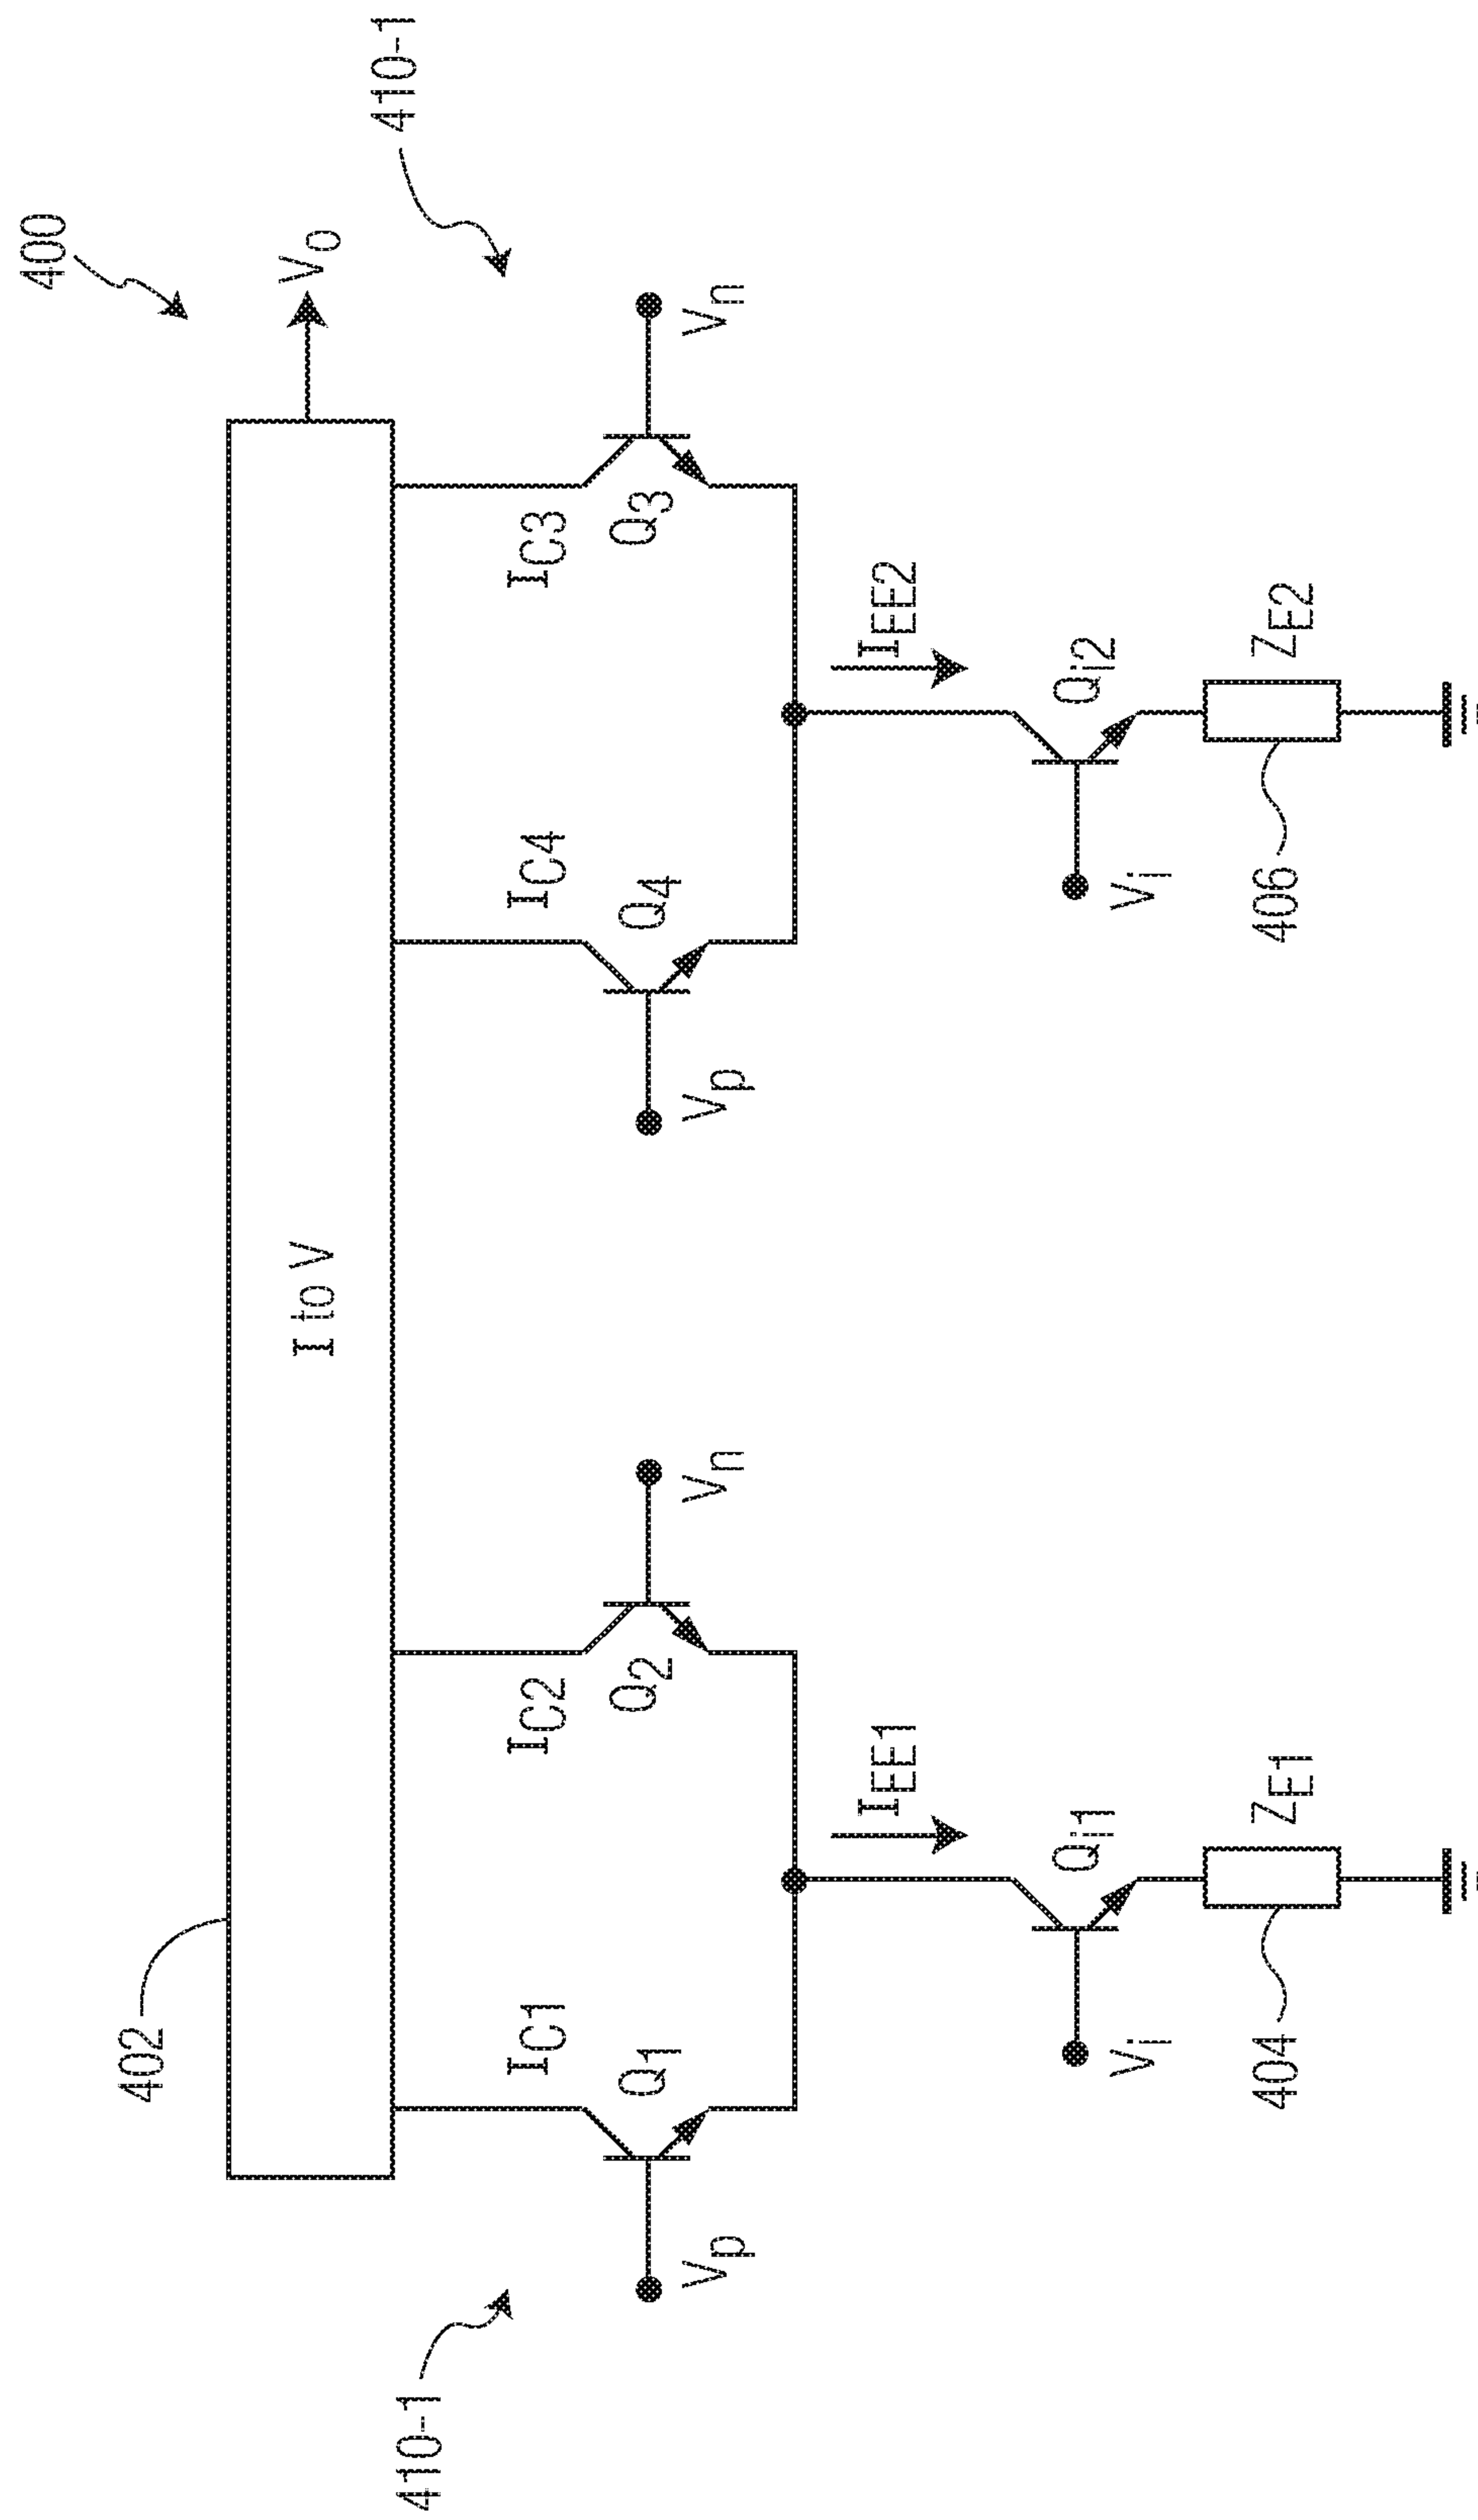 400
402
I to V
VO
410-1
410-1
IC1
IC2
IC4
IC3
Q1
Q2
Q4
Q3
Vp
Vn
Vp
Vn
IEE1
IEE2
Qi1
Qi2
Vi
Vi
ZE1
ZE2
404
406